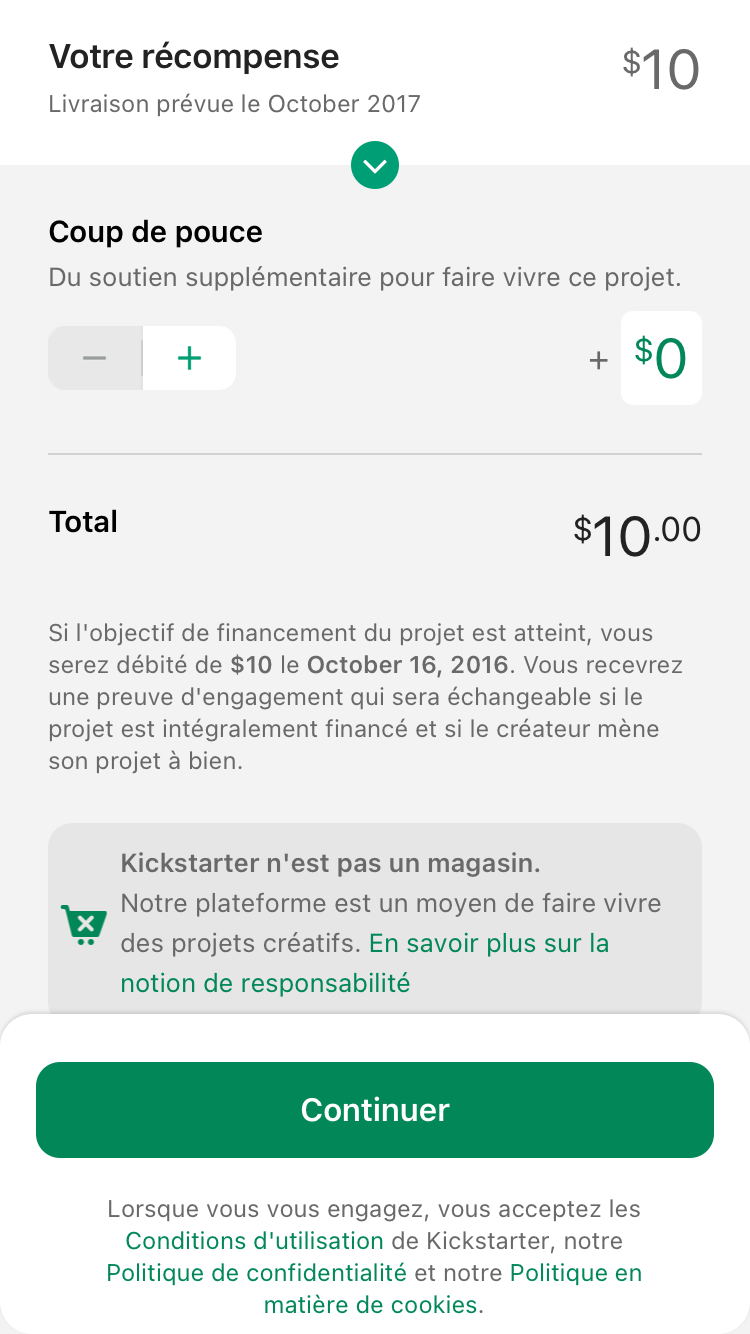 Votre récompense
$10
Livraison prévue le October 2017
Coup de pouce
Du soutien supplémentaire pour faire vivre ce projet.
− +
+ $0
Total
$10.00
Si l'objectif de financement du projet est atteint, vous
serez débité de $10 le October 16, 2016. Vous recevrez
une preuve d'engagement qui sera échangeable si le
projet est intégralement financé et si le créateur mène
son projet à bien.
Kickstarter n'est pas un magasin.
Notre plateforme est un moyen de faire vivre
des projets créatifs. En savoir plus sur la
notion de responsabilité
Continuer
Lorsque vous vous engagez, vous acceptez les
Conditions d'utilisation de Kickstarter, notre
Politique de confidentialité et notre Politique en
matière de cookies.